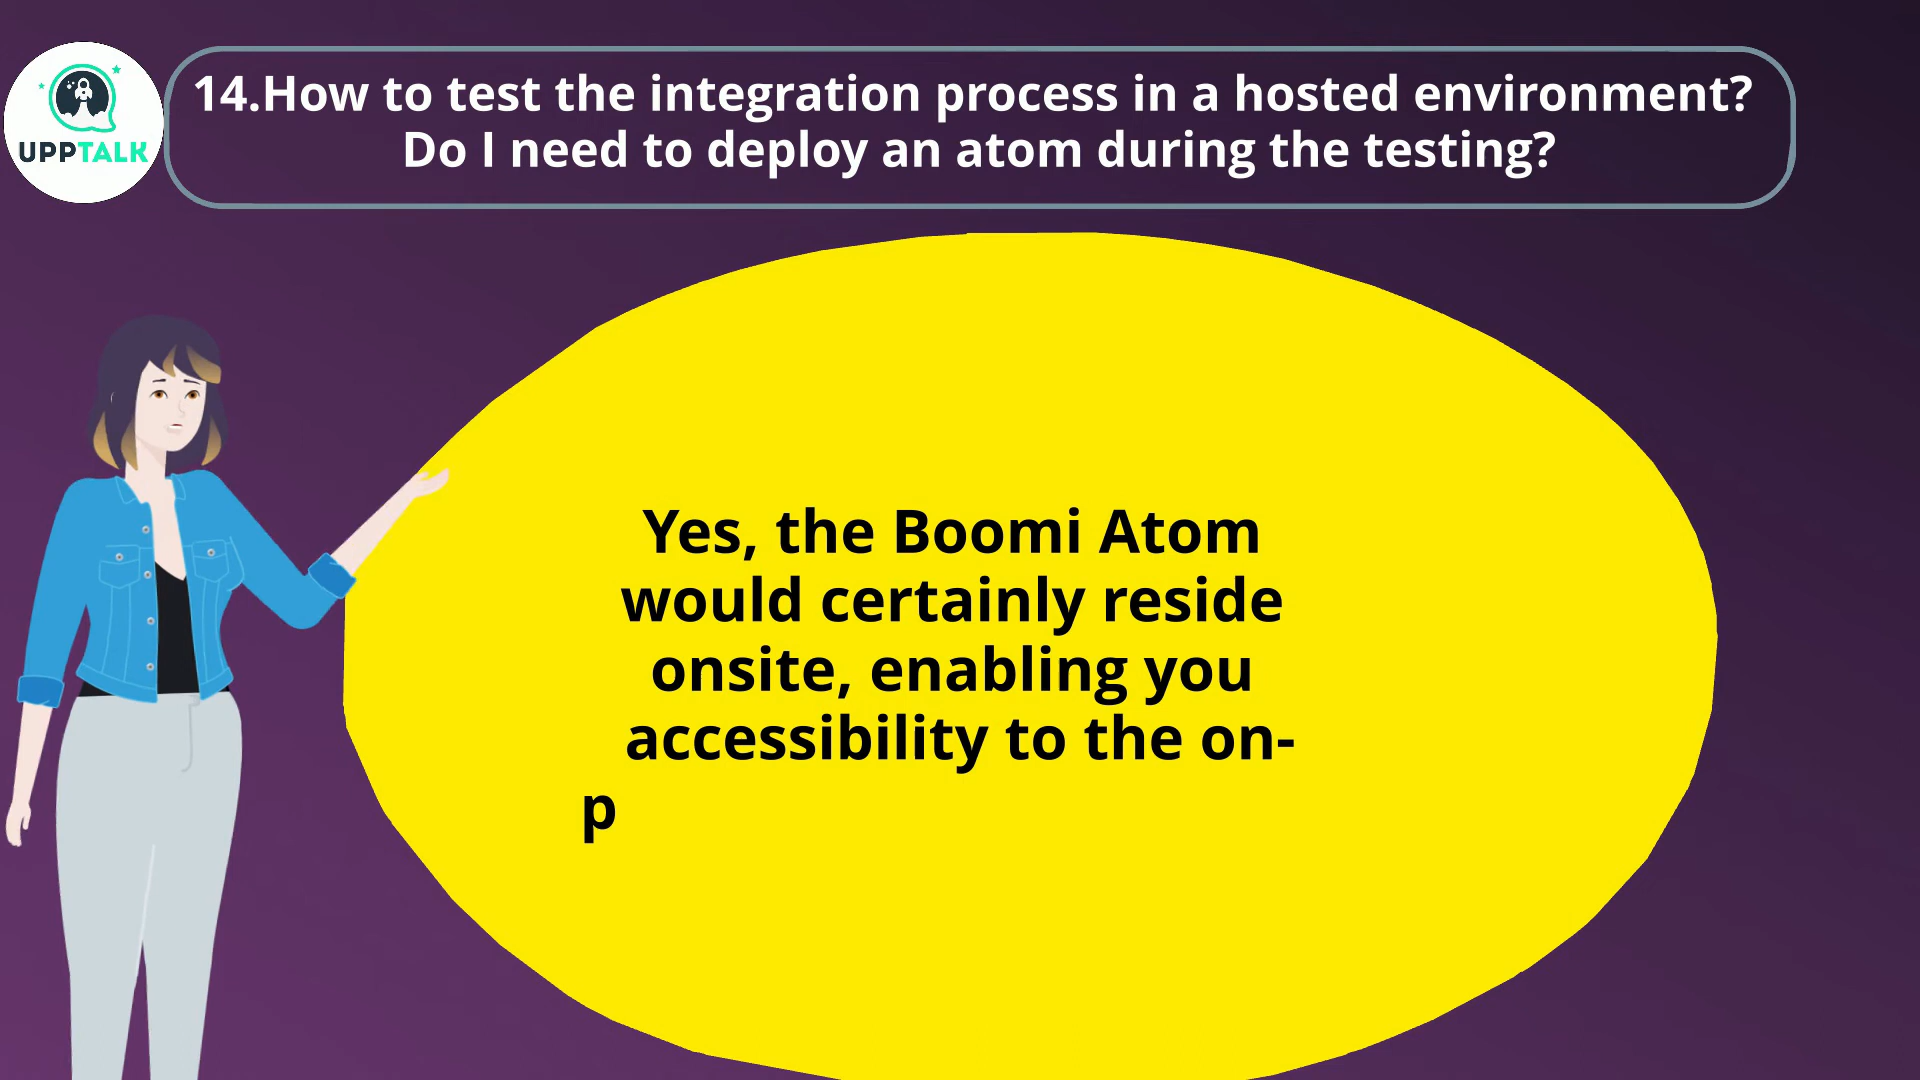 UPPTALK
14.How to test the integration process in a hosted environment?
Do I need to deploy an atom during the testing?
Yes, the Boomi Atom
would certainly reside
onsite, enabling you
accessibility to the on-
p